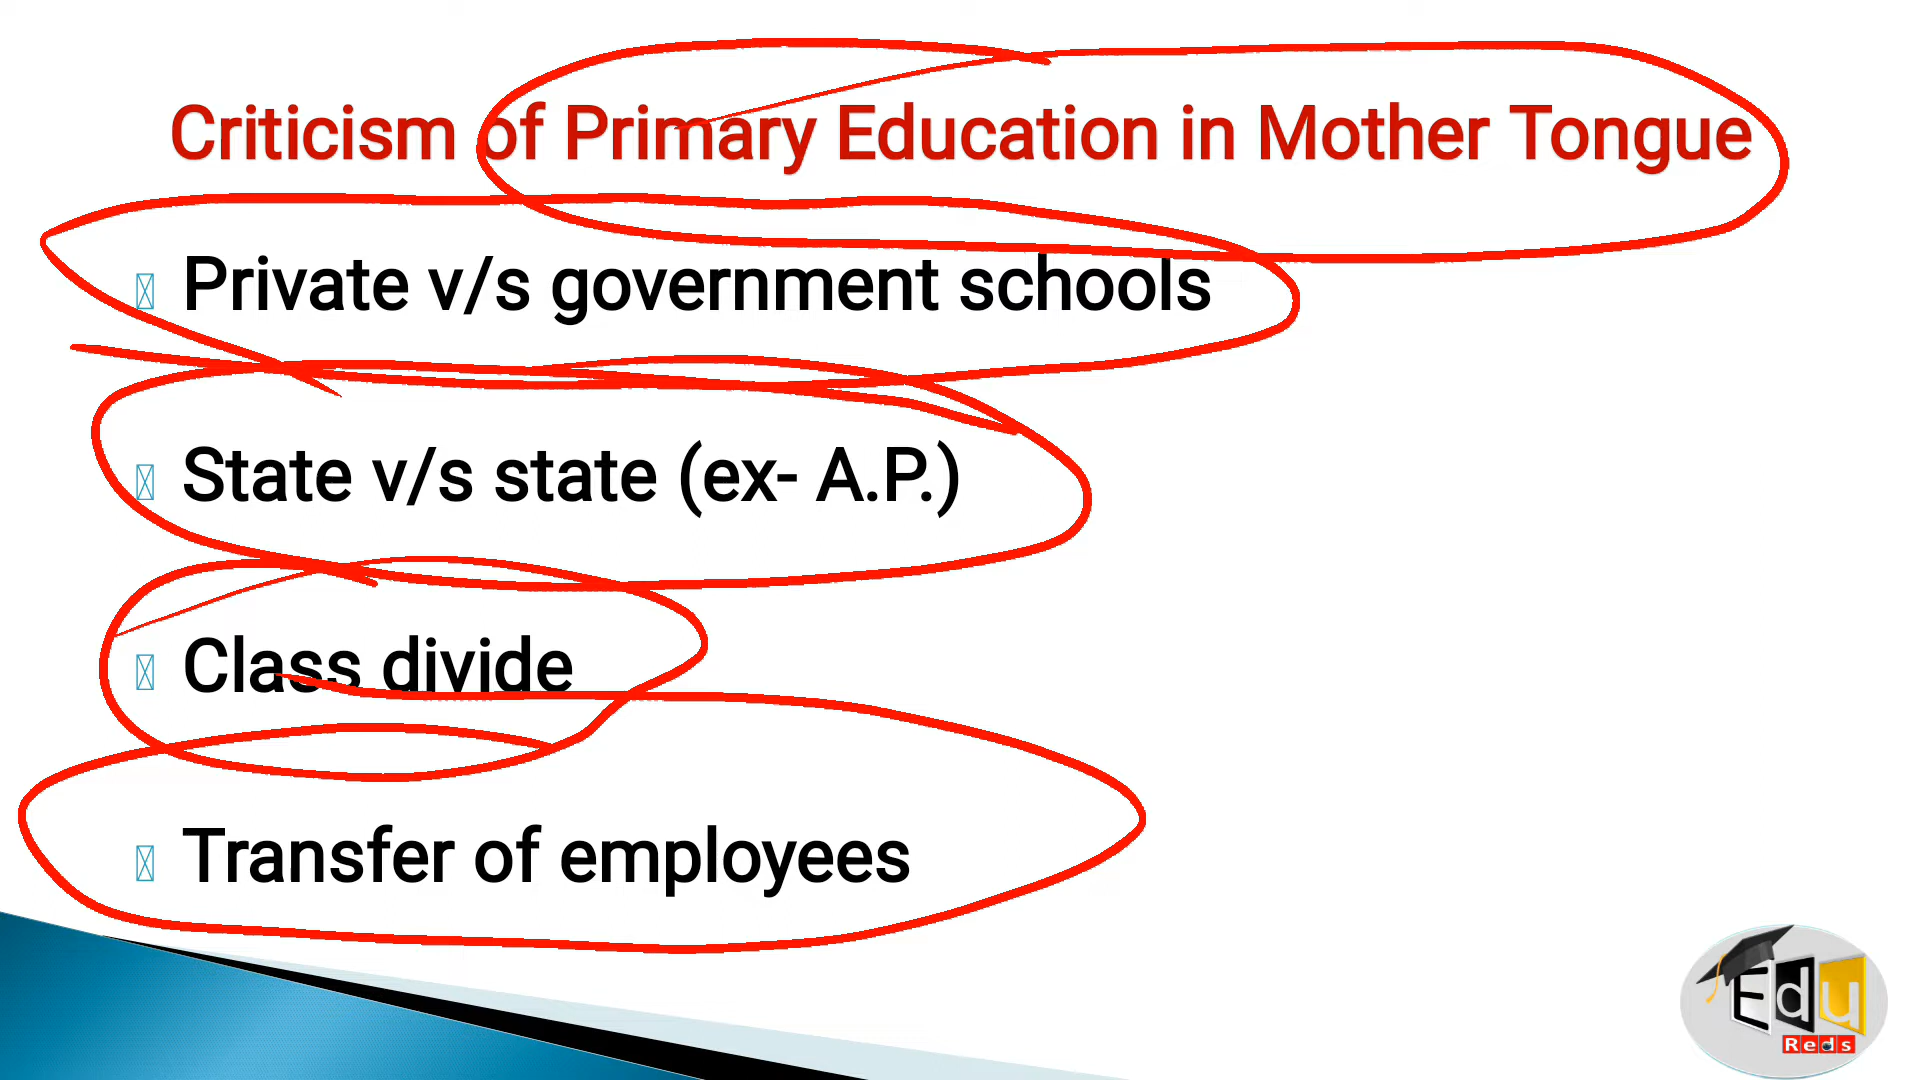 Criticism of Primary Education in Mother Tongue
Private v/s government schools
State v/s state (ex- A.P.)
Class divide
Transfer of employees
Edu
Reds